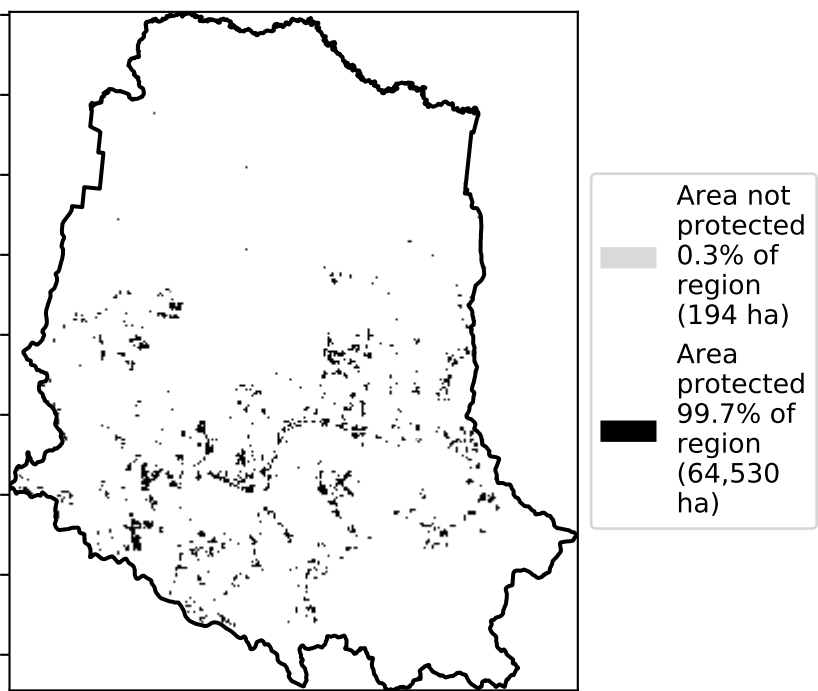 Area not
protected
0.3% of
region
(194 ha)
Area
protected
99.7% of
region
(64,530
ha)